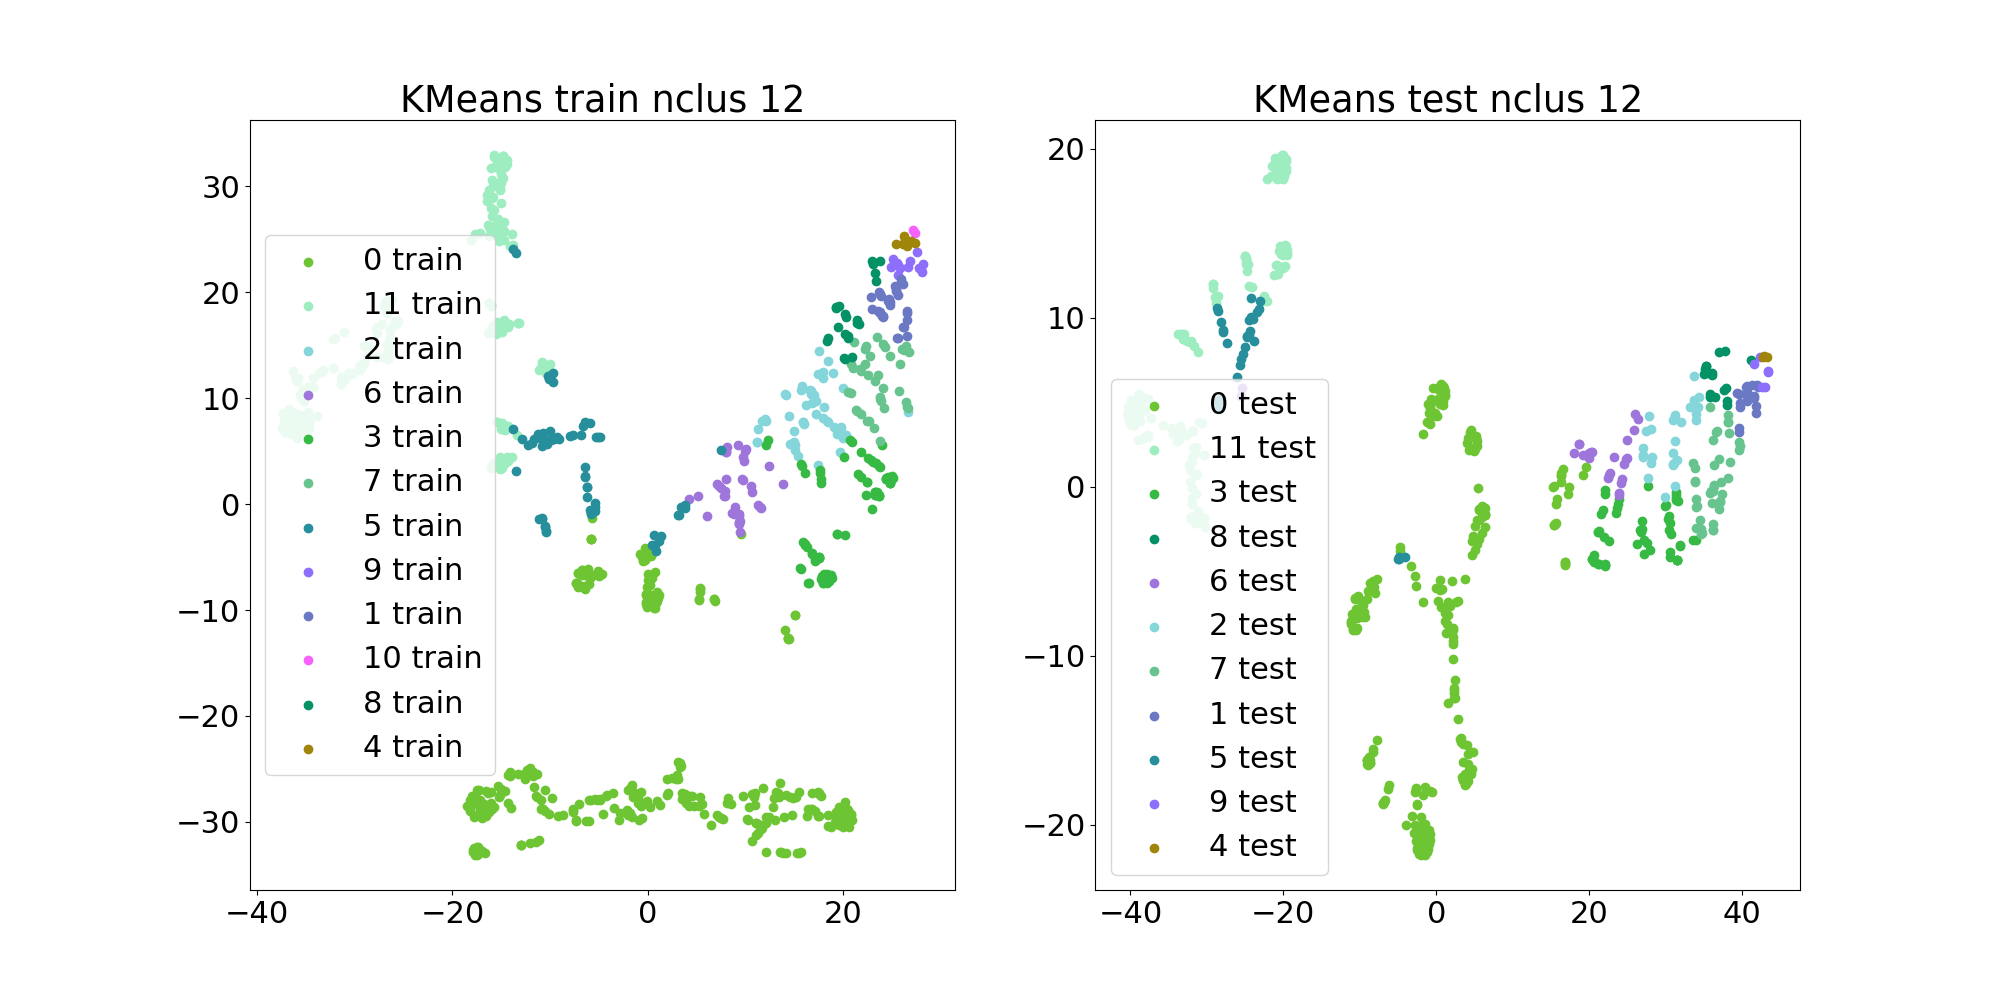 KMeans train nclus 12
30
20
10
0
−10
−20
−30
−40
−20
0
20
0 train
11 train
2 train
6 train
3 train
7 train
5 train
9 train
1 train
10 train
8 train
4 train
KMeans test nclus 12
20
10
0
−10
−20
−40
−20
0
20
40
0 test
11 test
3 test
8 test
6 test
2 test
7 test
1 test
5 test
9 test
4 test